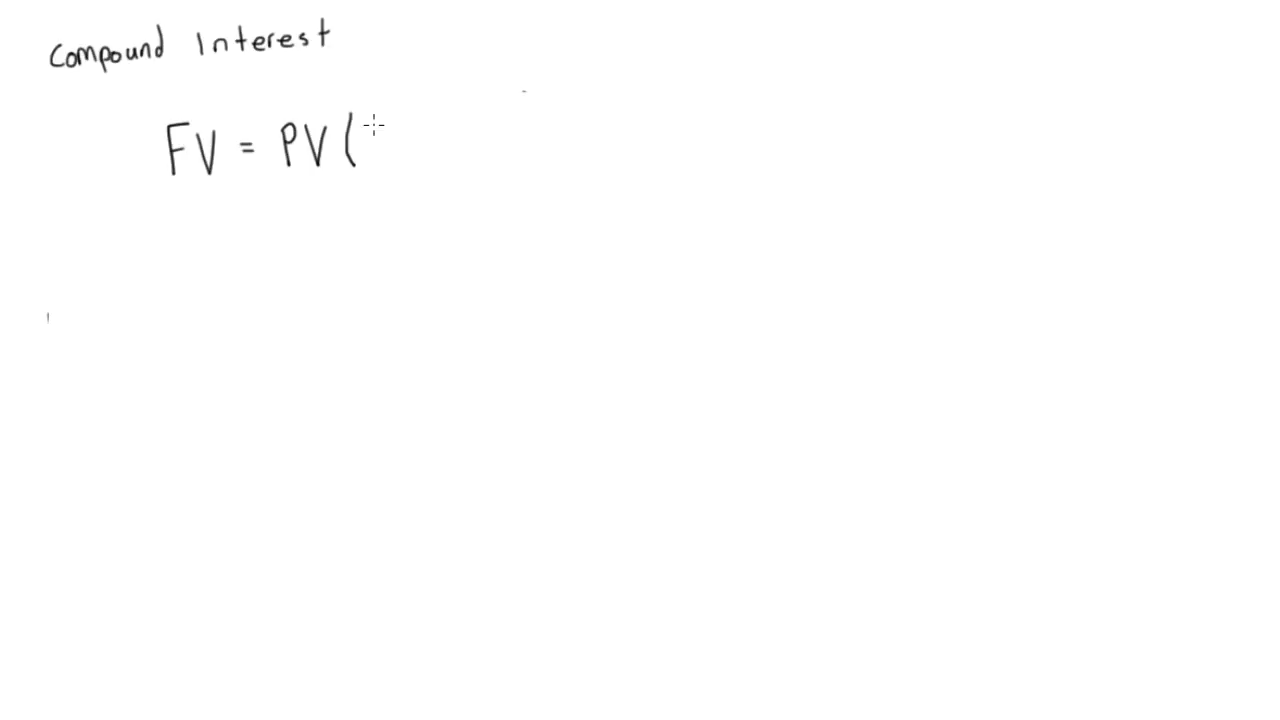 Compound Interest
FV = PV (